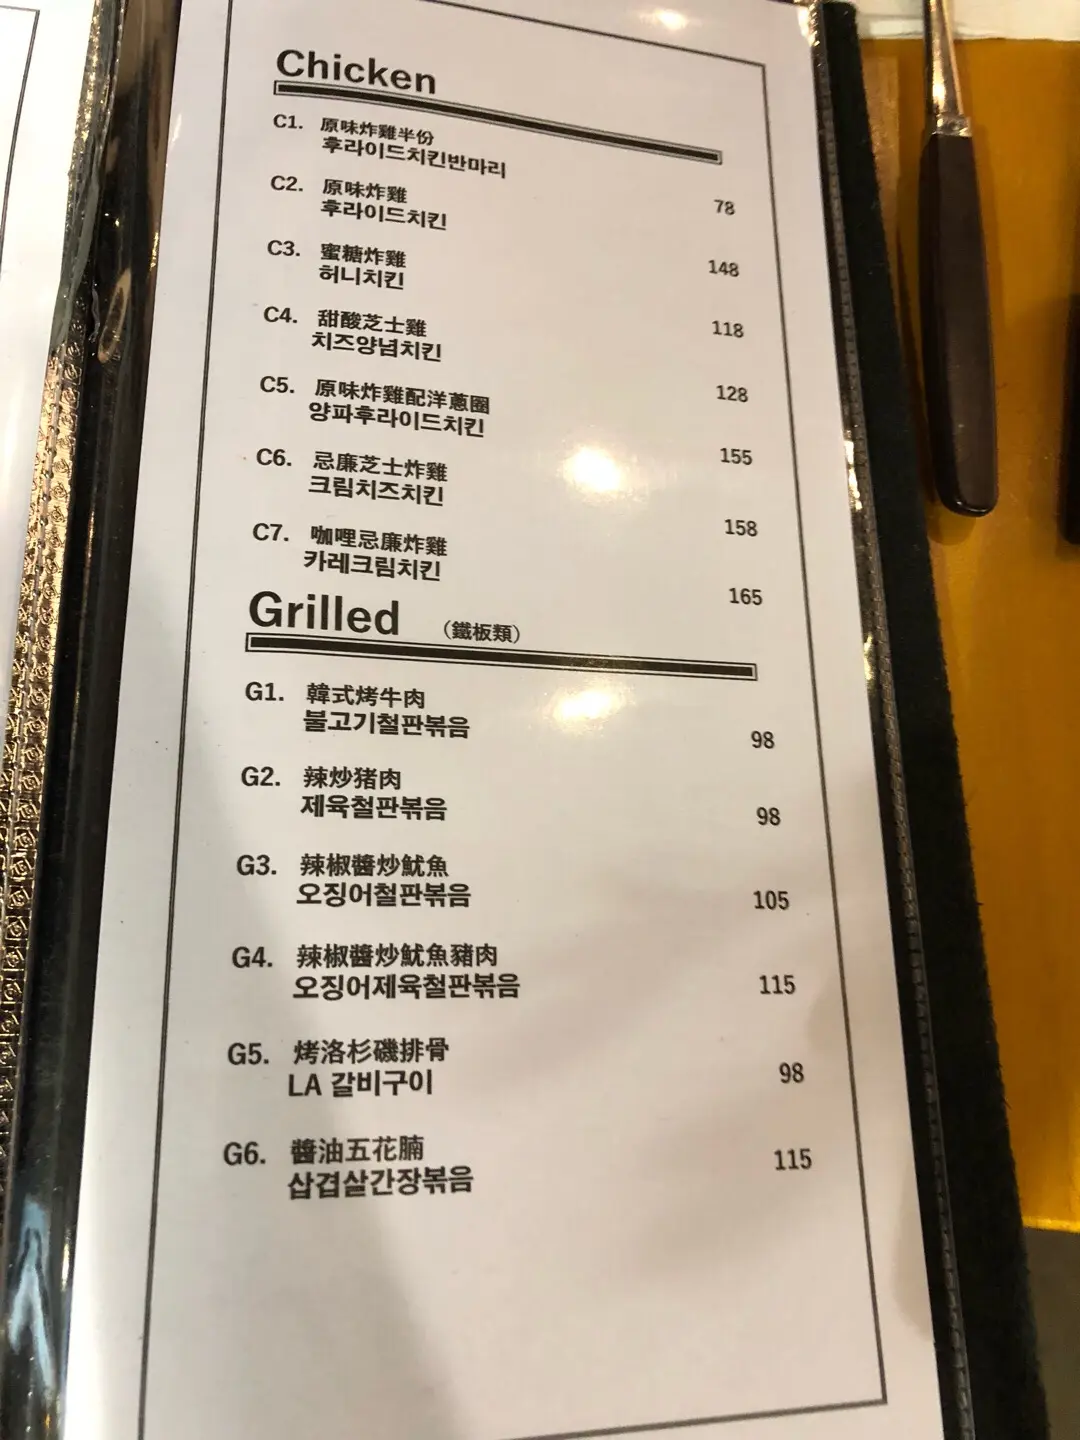 Chicken
C1. 原味炸雞半份
후라이드치킨반마리
78
C2. 原味炸雞
후라이드치킨
148
C3. 蜜糖炸雞
허니치킨
118
C4. 甜酸芝士雞
치즈양념치킨
128
C5. 原味炸雞配洋蔥圈
양파후라이드치킨
155
C6. 忌廉芝士炸雞
크림치즈치킨
158
C7. 咖哩忌廉炸雞
카레크림치킨
165
Grilled (鐵板類)
G1. 韓式烤牛肉
불고기철판볶음
98
G2. 辣炒猪肉
제육철판볶음
98
G3. 辣椒醬炒魷魚
오징어철판볶음
105
G4. 辣椒醬炒魷魚豬肉
오징어제육철판볶음
115
G5. 烤洛杉磯排骨
LA 갈비구이
98
G6. 醬油五花腩
삽겹살간장볶음
115